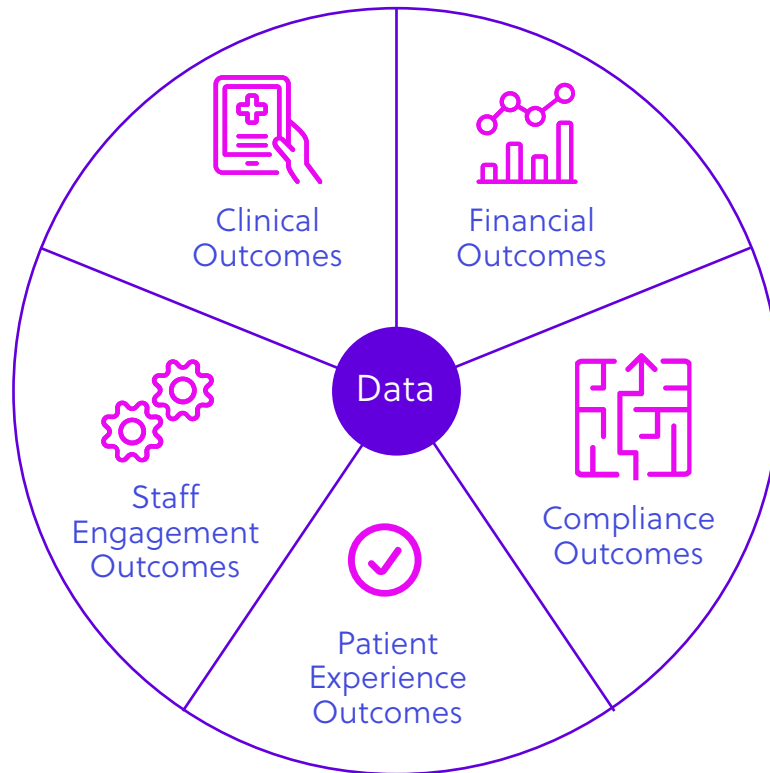 Clinical
Outcomes
Financial
Outcomes
Data
Staff
Engagement
Outcomes
Compliance
Outcomes
Patient
Experience
Outcomes